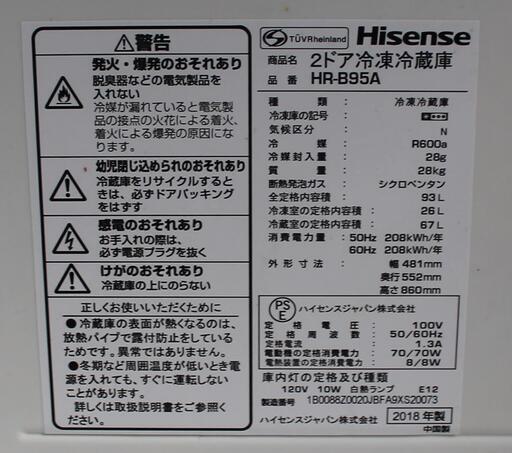 ⚠警告
発火・爆発のおそれあり
脱臭器などの電気製品を
入れない
冷媒が漏れていると電気製
品の接点の火花による着火、
着火による爆発の原因にな
ります。
幼児閉じ込められのおそれあり
冷蔵庫をリサイクルすると
きは、必ずドアパッキング
をはずす
感電のおそれあり
お手入れの際は、
必ず電源プラグを抜く
けがのおそれあり
冷蔵庫の上にのらない
正しくお使いいただくために
●冷蔵庫の表面が熱くなるのは、
放熱パイプで露付防止をしてい
るためです。異常ではありません。
●冬期など周囲温度が低いとき電
源を入れても、すぐに運転しない
ことがあります。
詳しくは取扱説明書をご参照
ください。
TÜVRheinland
Hisense
商品名 2ドア冷凍冷蔵庫
品番 HR-B95A
種類 冷凍冷蔵庫
冷凍庫の記号
気候区分 N
冷媒 R600a
冷媒封入量 28g
質量 28kg
断熱発泡ガス シクロペンタン
全定格内容積 93L
冷凍室の定格内容積 26L
冷蔵室の定格内容積 67L
消費電力量 50Hz 208kWh/年
60Hz 208kWh/年
外形寸法 幅481mm
奥行552mm
高さ860mm
PSE
ハイセンスジャパン株式会社
定格電圧 100V
定格周波数 50/60Hz
定格電流 1.3A
電動機の定格消費電力 70/70W
電熱装置の定格消費電力 8/8W
庫内灯の定格及び種類
120V 10W 白熱ランプ E12
製造番号 1B0088Z0020JBFA9XS20073
ハイセンスジャパン株式会社
2018年製
中国製